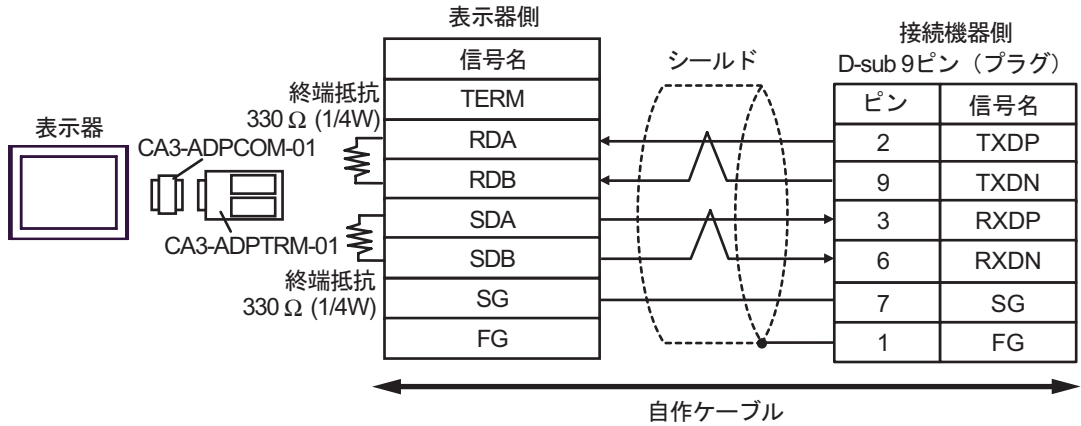 表示器
CA3-ADPCOM-01
CA3-ADPTRM-01
終端抵抗
330 Ω (1/4W)
終端抵抗
330 Ω (1/4W)
表示器側
信号名
TERM
RDA
RDB
SDA
SDB
SG
FG
シールド
接続機器側
D-sub 9ピン（プラグ）
ピン 信号名
2 TXDP
9 TXDN
3 RXDP
6 RXDN
7 SG
1 FG
自作ケーブル